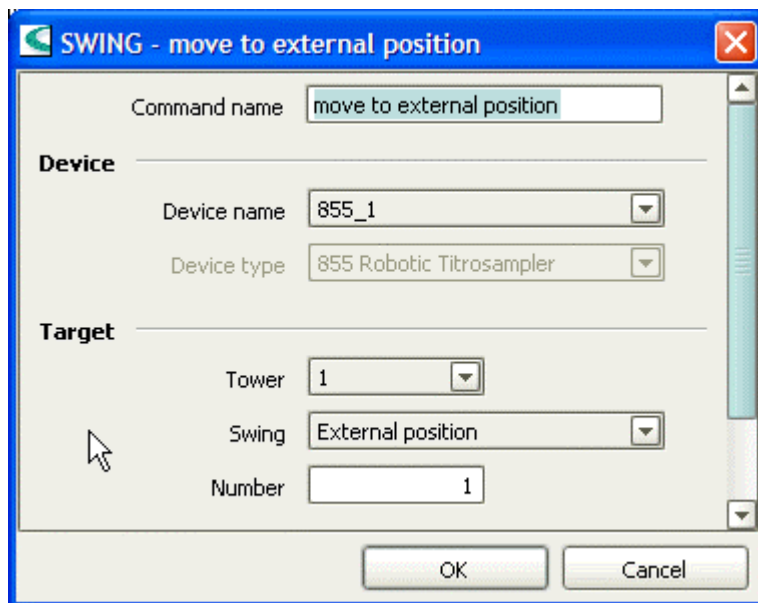 SWING - move to external position
Command name move to external position
Device
Device name 855_1
Device type 855 Robotic Titrosampler
Target
Tower 1
Swing External position
Number 1
OK Cancel